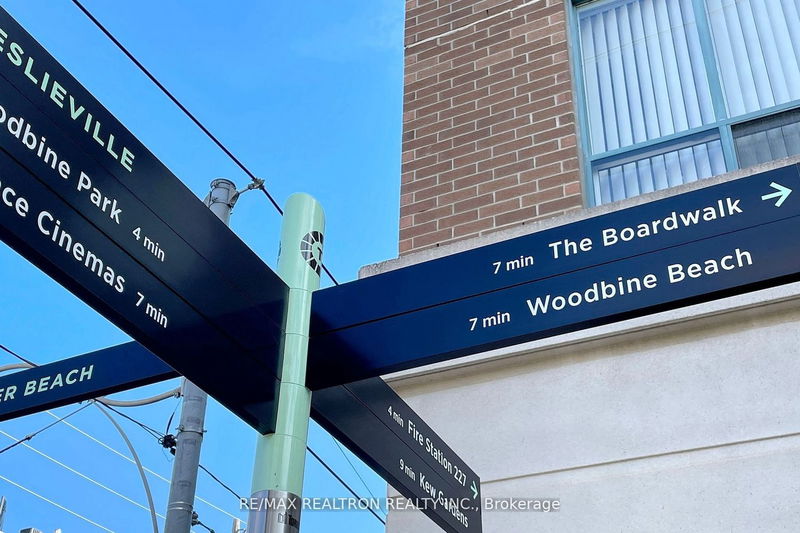 ESLIEVILLE
odbine Park 4 min
ce Cinemas 7 min
ER BEACH
7 min The Boardwalk
7 min Woodbine Beach
4 min Fire Station 227
9 min Kew Gardens
RE/MAX REALTRON REALTY INC., Brokerage